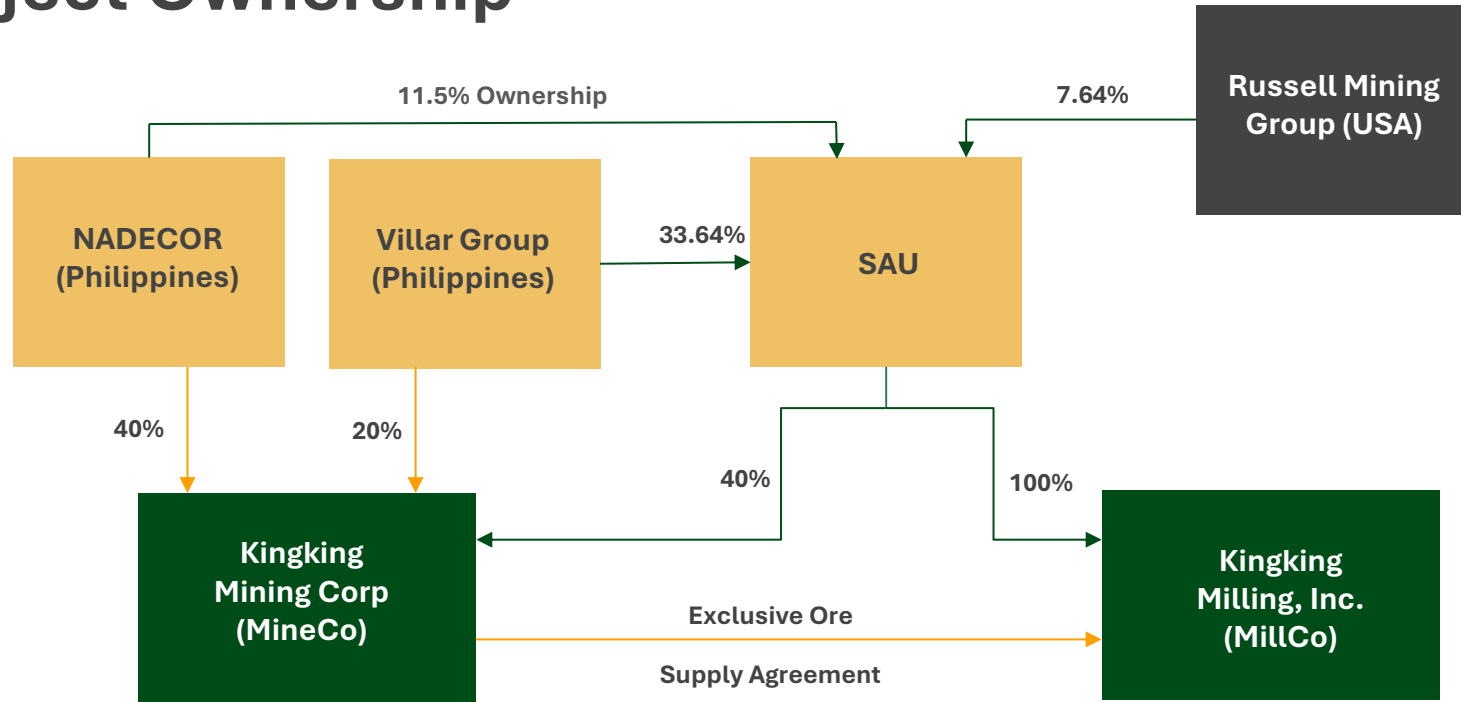 Ownership
11.5% Ownership
7.64%
Russell Mining
Group (USA)
NADECOR
(Philippines)
Villar Group
(Philippines)
33.64%
SAU
40%
20%
40%
100%
Kingking
Mining Corp
(MineCo)
Exclusive Ore
Supply Agreement
Kingking
Milling, Inc.
(MillCo)